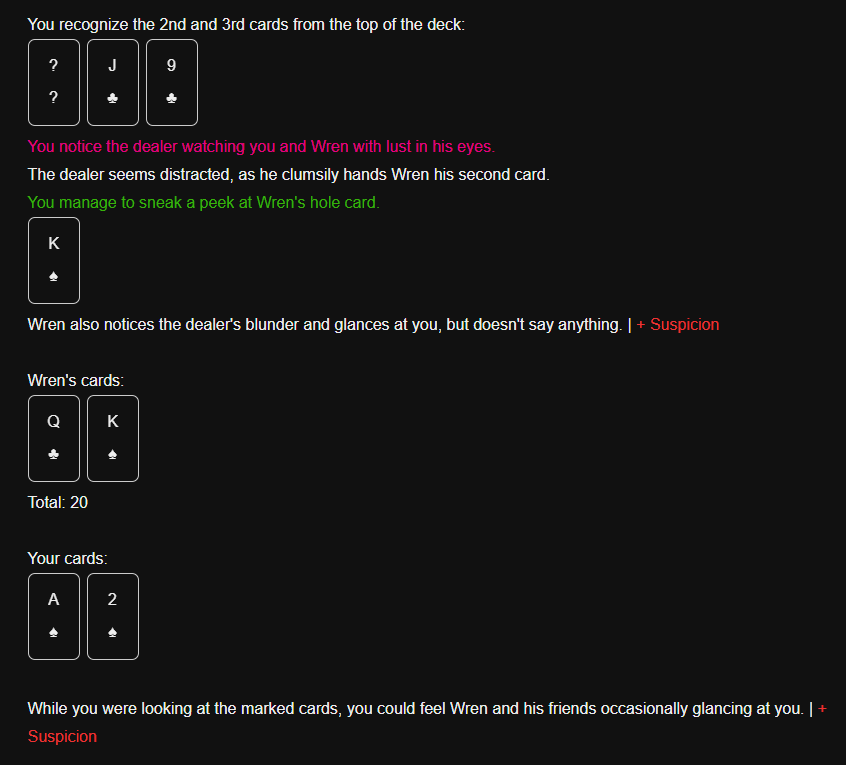 You recognize the 2nd and 3rd cards from the top of the deck:
? J 9
? ♣ ♣
You notice the dealer watching you and Wren with lust in his eyes.
The dealer seems distracted, as he clumsily hands Wren his second card.
You manage to sneak a peek at Wren's hole card.
K
♠
Wren also notices the dealer's blunder and glances at you, but doesn't say anything. | + Suspicion
Wren's cards:
Q K
♣ ♠
Total: 20
Your cards:
A 2
♠ ♠
While you were looking at the marked cards, you could feel Wren and his friends occasionally glancing at you. | +
Suspicion